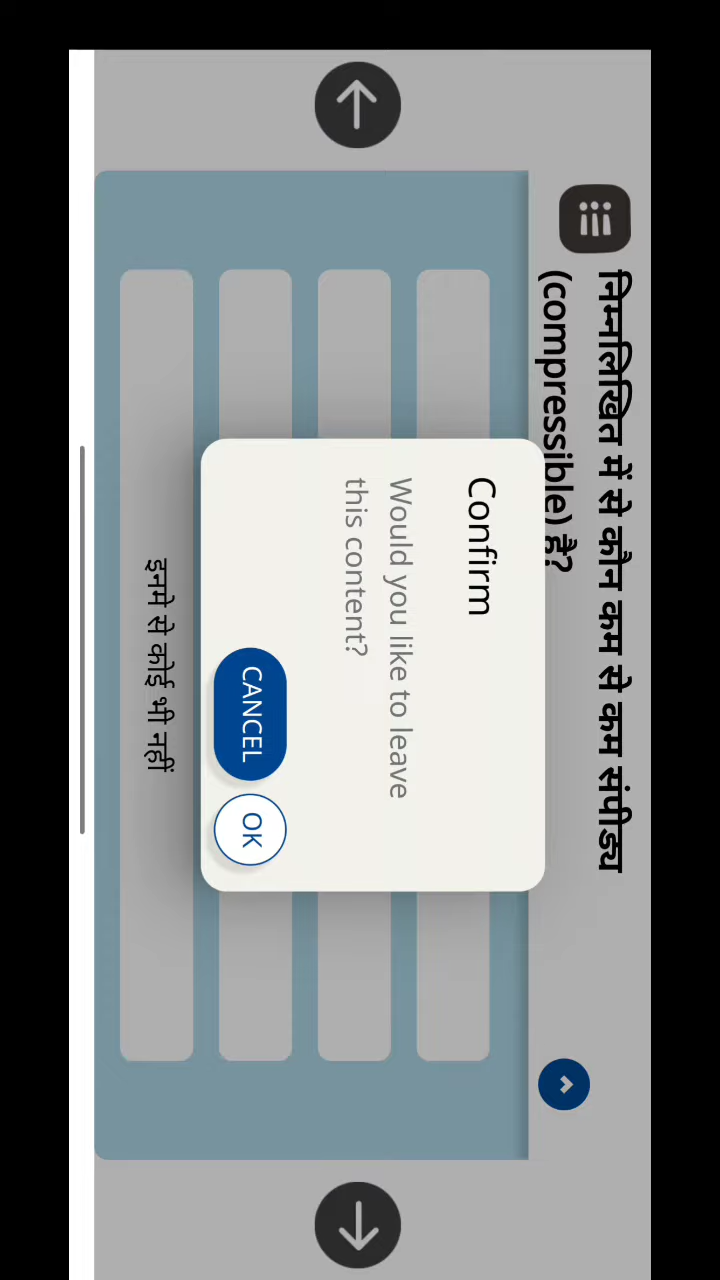 निम्नलिखित में से कौन कम से कम संपीड्य
(compressible) है?
Confirm
Would you like to leave
this content?
CANCEL
OK
इनमे से कोई भी नहीं